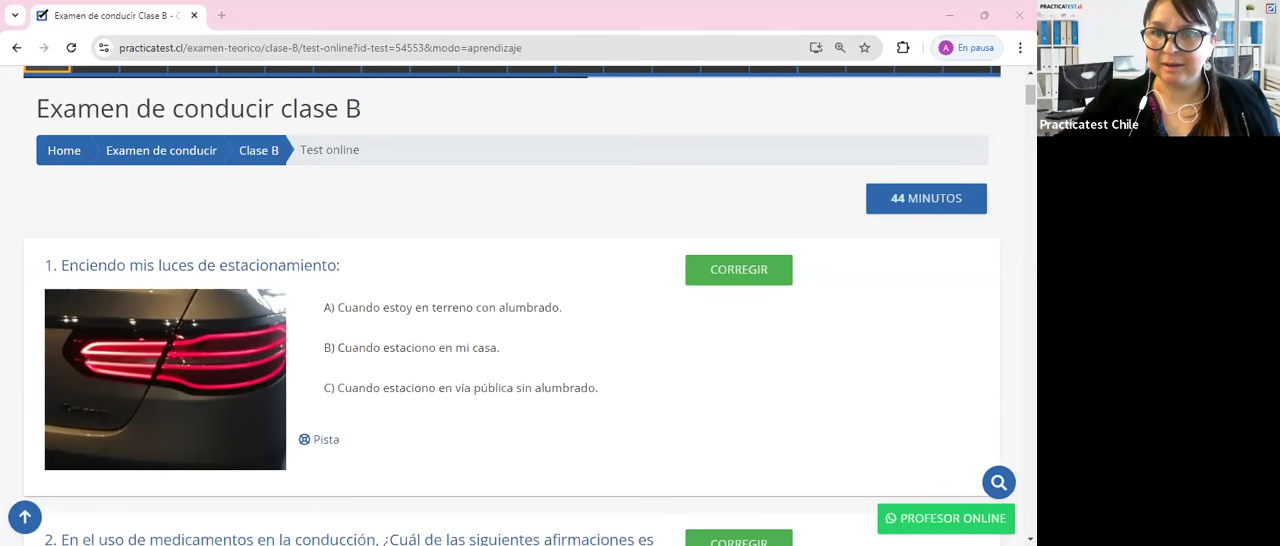 Examen de conducir Clase B - C
practicatest.cl/examen-teorico/clase-B/test-online?id-test=54553&modo=aprendizaje
A
En pausa
PRACTICATEST.cl
Practicatest Chile
Examen de conducir clase B
Home
Examen de conducir
Clase B
Test online
44 MINUTOS
1. Enciendo mis luces de estacionamiento:
CORREGIR
A) Cuando estoy en terreno con alumbrado.
B) Cuando estaciono en mi casa.
C) Cuando estaciono en vía pública sin alumbrado.
Pista
PROFESOR ONLINE
2. En el uso de medicamentos en la conducción, ¿Cuál de las siguientes afirmaciones es
CORREGIR